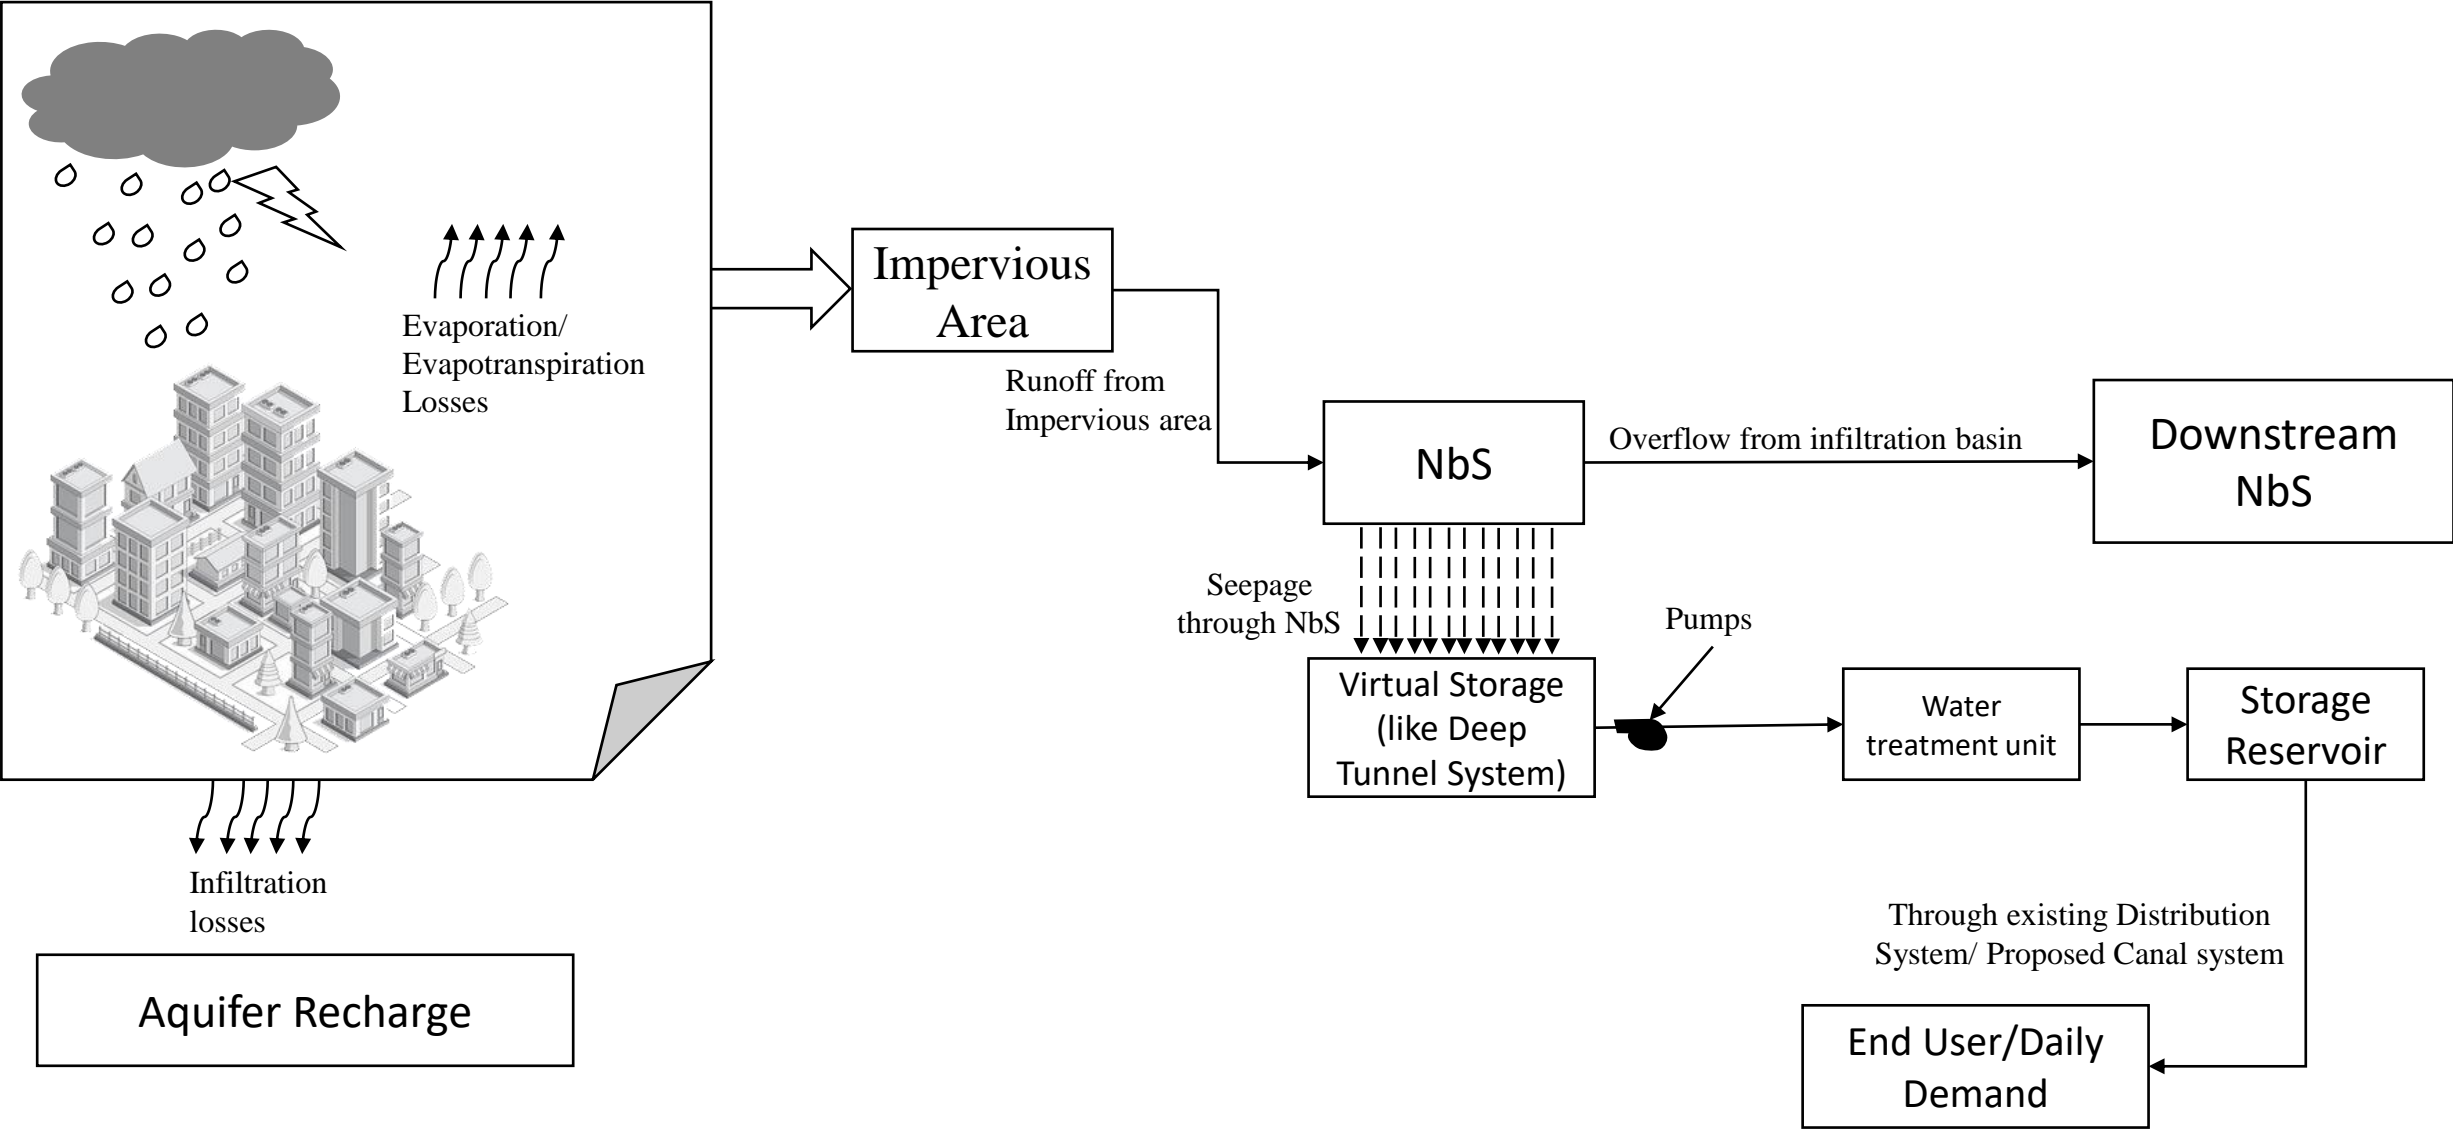 Evaporation/
Evapotranspiration
Losses
Infiltration
losses
Aquifer Recharge
Impervious
Area
Runoff from
Impervious area
NbS
Overflow from infiltration basin
Downstream
NbS
Seepage
through NbS
Virtual Storage
(like Deep
Tunnel System)
Pumps
Water
treatment unit
Storage
Reservoir
Through existing Distribution
System/ Proposed Canal system
End User/Daily
Demand